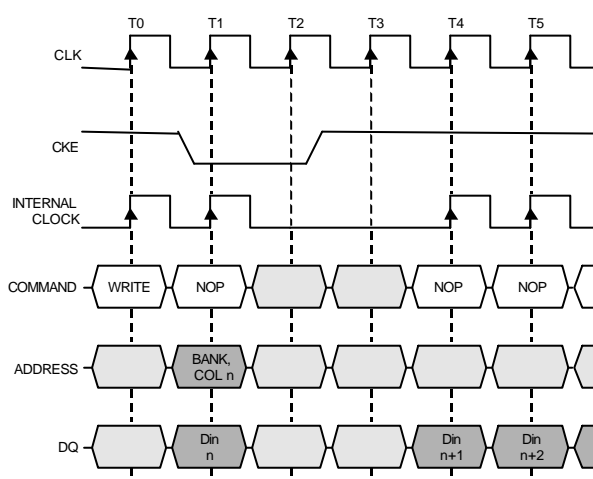 T0 T1 T2 T3 T4 T5
CLK
CKE
INTERNAL
CLOCK
COMMAND WRITE NOP NOP NOP
ADDRESS BANK,
COL n
DQ Din Din Din
n n+1 n+2